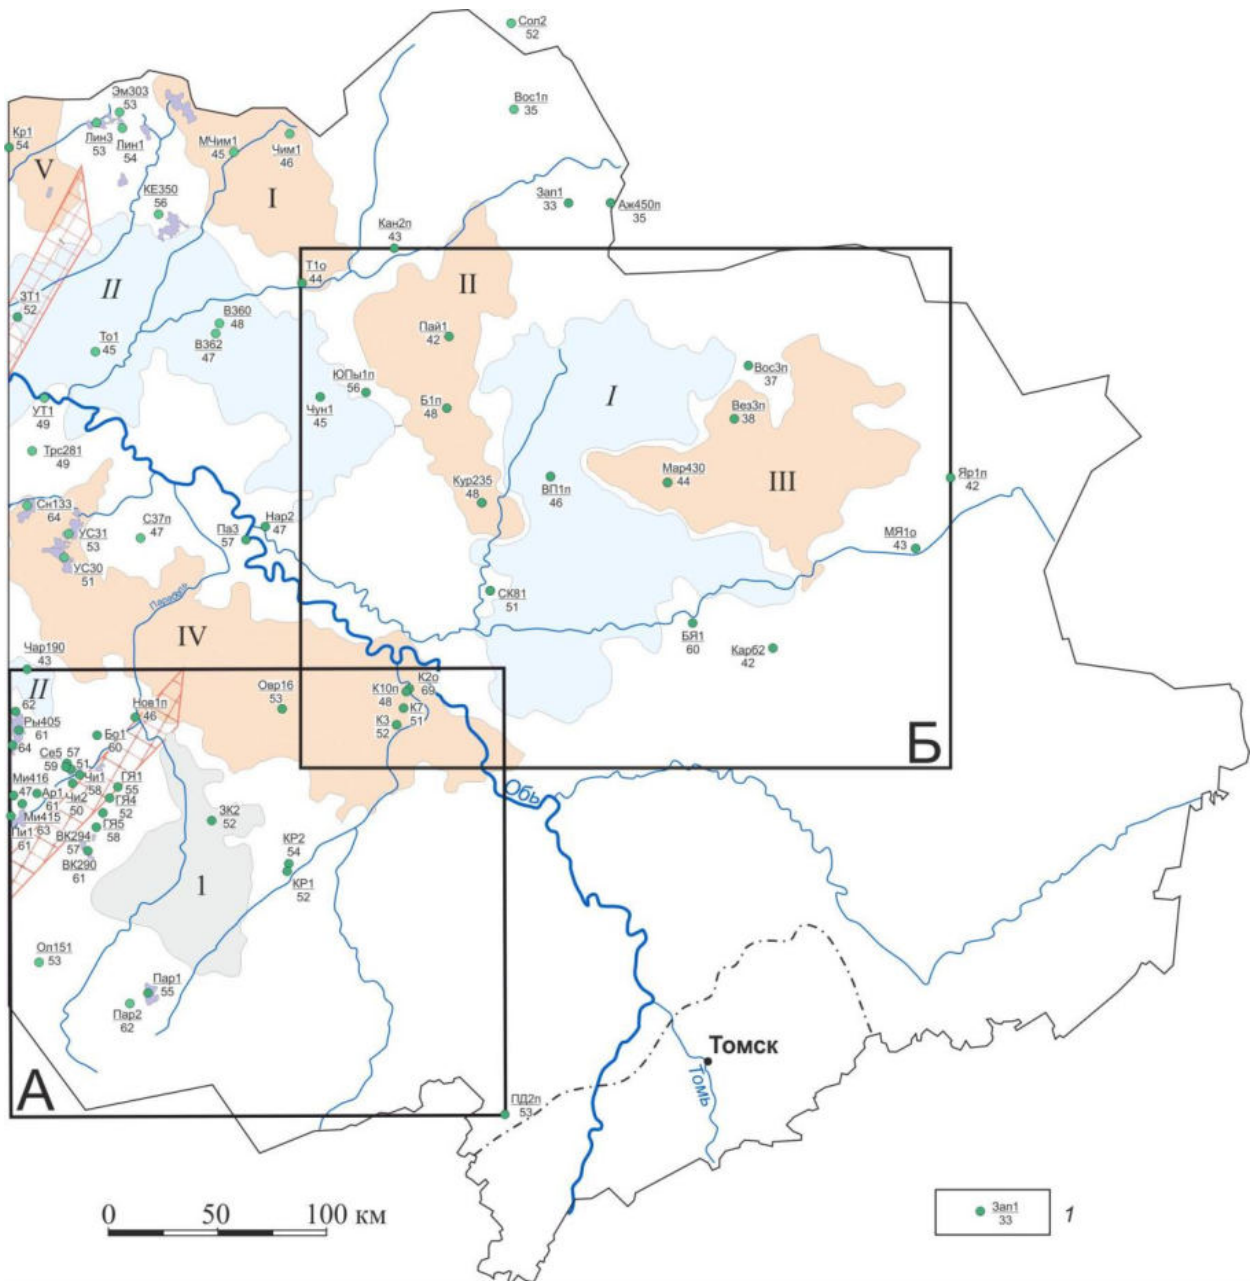 Сол2
52
Эм303
53
Вос1п
35
Кр1
54
Лин3
53
Лин1
54
МЧим1
45
Чим1
46
V
I
КЕ350
56
Зап1
33
Аж450п
35
Кан2п
43
II
Т1о
44
II
ЗТ1
52
В360
48
В362
47
То1
45
Пай1
42
ЮПы1п
56
Вос3п
37
I
Чун1
45
Б1п
48
Вез3п
38
УТ1
49
Трс281
49
Мар430
44
III
Яр1п
42
Кур235
48
ВП1п
46
Сн133
64
С37п
47
Нар2
47
УС31
53
Па3
57
МЯ1о
43
УС30
51
СК81
51
Парабель
IV
БЯ1
60
Кар62
42
Чар190
43
II
62
Ры405
61
64
Нов1п
46
Овр16
53
К2о
69
К10п
48
К7
51
К3
52
Бо1
60
Б
Се5
59
57
51
Чи1
58
Чи2
50
ГЯ1
55
ГЯ4
52
ГЯ5
58
Ми416
47
Ар1
61
Ми415
63
Пи1
61
ВК294
57
ВК290
61
ЗК2
52
Обь
КР2
54
КР1
52
1
Ол151
53
Пар1
55
Пар2
62
Томск
Томь
А
ПД2п
53
0 50 100 км
Зап1
33
1